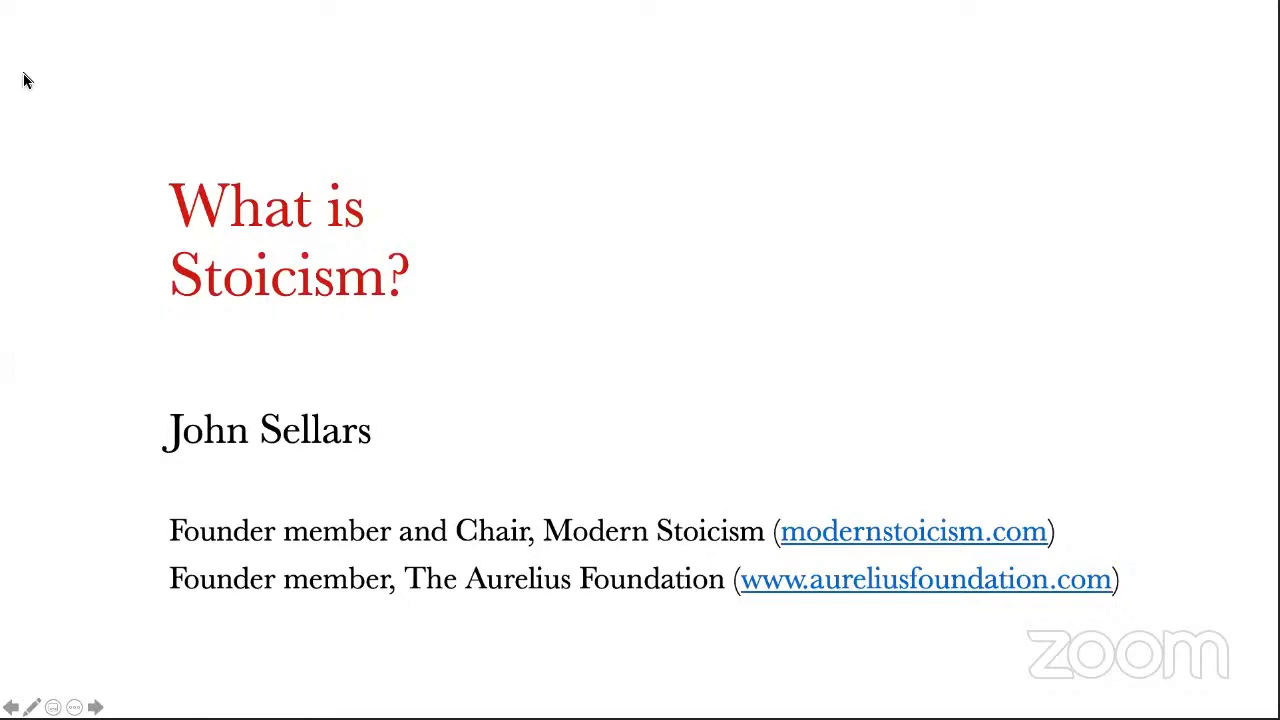 What is
Stoicism?
John Sellars
Founder member and Chair, Modern Stoicism (modernstoicism.com)
Founder member, The Aurelius Foundation (www.aureliusfoundation.com)
zoom